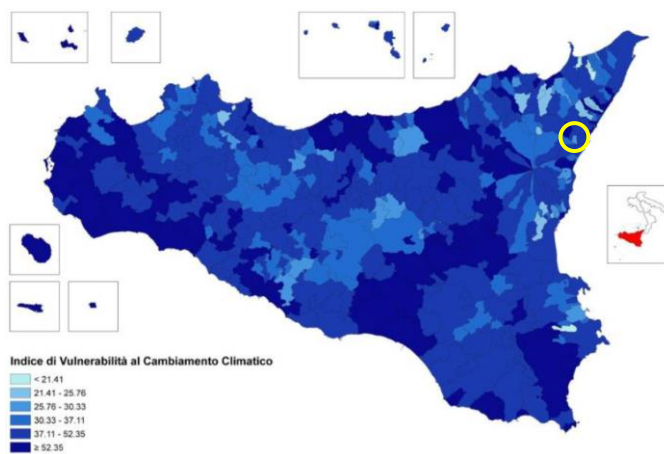 Indice di Vulnerabilità al Cambiamento Climatico
< 21.41
21.41 - 25.76
25.76 - 30.33
30.33 - 37.11
37.11 - 52.35
≥ 52.35